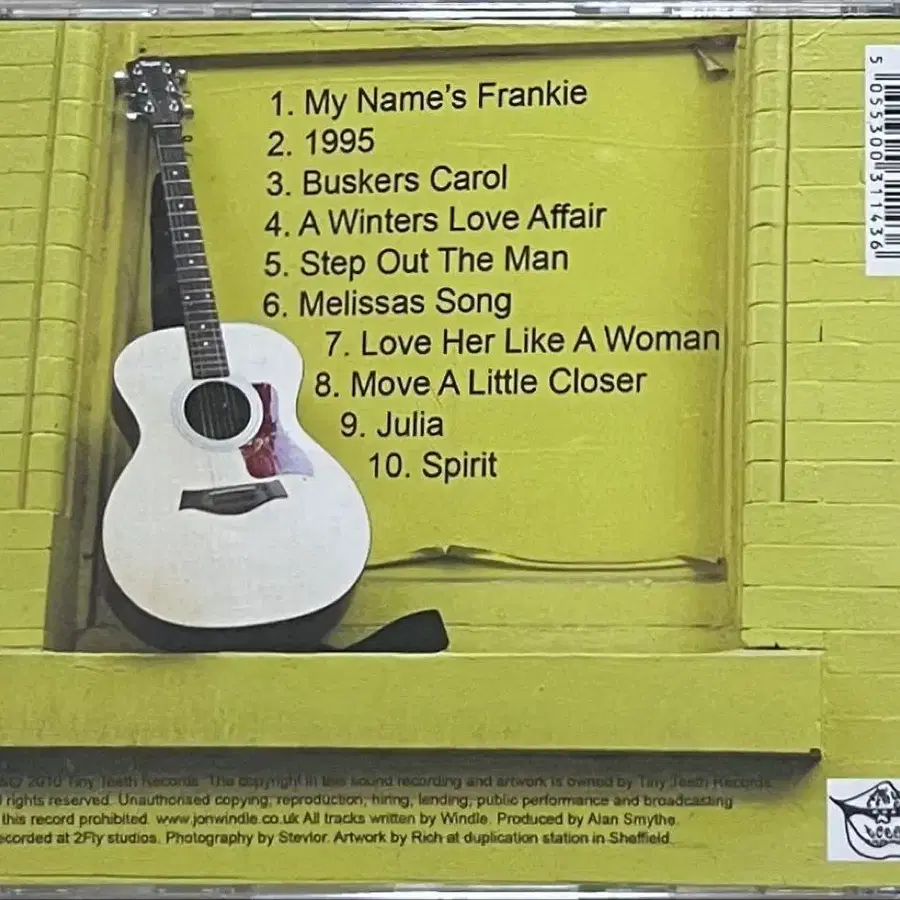 1. My Name's Frankie
2. 1995
3. Buskers Carol
4. A Winters Love Affair
5. Step Out The Man
6. Melissas Song
7. Love Her Like A Woman
8. Move A Little Closer
9. Julia
10. Spirit
5 055300 311436
© 2010 Tiny Teeth Records. The copyright in this sound recording and artwork is owned by Tiny Teeth Records.
rights reserved. Unauthorised copying, reproduction, hiring, lending, public performance and broadcasting
this record prohibited. www.jonwindle.co.uk All tracks written by Windle. Produced by Alan Smythe.
ecorded at 2Fly studios. Photography by Stevlor. Artwork by Rich at duplication station in Sheffield.